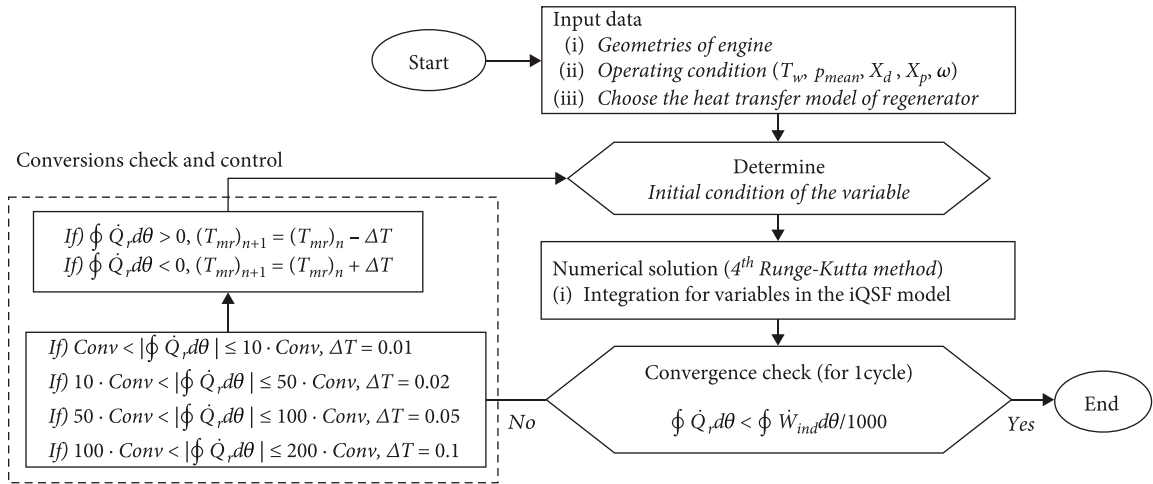 Start
Input data
(i) Geometries of engine
(ii) Operating condition (T_w, p_mean, X_d, X_p, ω)
(iii) Choose the heat transfer model of regenerator
Determine
Initial condition of the variable
Numerical solution (4^th Runge-Kutta method)
(i) Integration for variables in the iQSF model
Convergence check (for 1cycle)
∮ Q̇_r dθ < ∮ Ẇ_ind dθ/1000
Yes
End
No
Conversions check and control
If) ∮ Q̇_r dθ > 0, (T_mr)_n+1 = (T_mr)_n – ΔT
If) ∮ Q̇_r dθ < 0, (T_mr)_n+1 = (T_mr)_n + ΔT
If) Conv < |∮ Q̇_r dθ | ≤ 10 · Conv, ΔT = 0.01
If) 10 · Conv < |∮ Q̇_r dθ | ≤ 50 · Conv, ΔT = 0.02
If) 50 · Conv < |∮ Q̇_r dθ | ≤ 100 · Conv, ΔT = 0.05
If) 100 · Conv < |∮ Q̇_r dθ | ≤ 200 · Conv, ΔT = 0.1